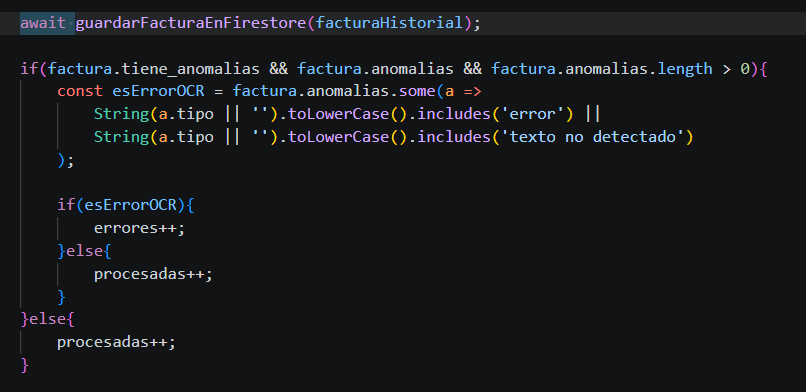 await guardarFacturaEnFirestore(facturaHistorial);
if(factura.tiene_anomalias && factura.anomalias && factura.anomalias.length > 0){
const esErrorOCR = factura.anomalias.some(a =>
String(a.tipo || '').toLowerCase().includes('error') ||
String(a.tipo || '').toLowerCase().includes('texto no detectado')
);
if(esErrorOCR){
errores++;
}else{
procesadas++;
}
}else{
procesadas++;
}